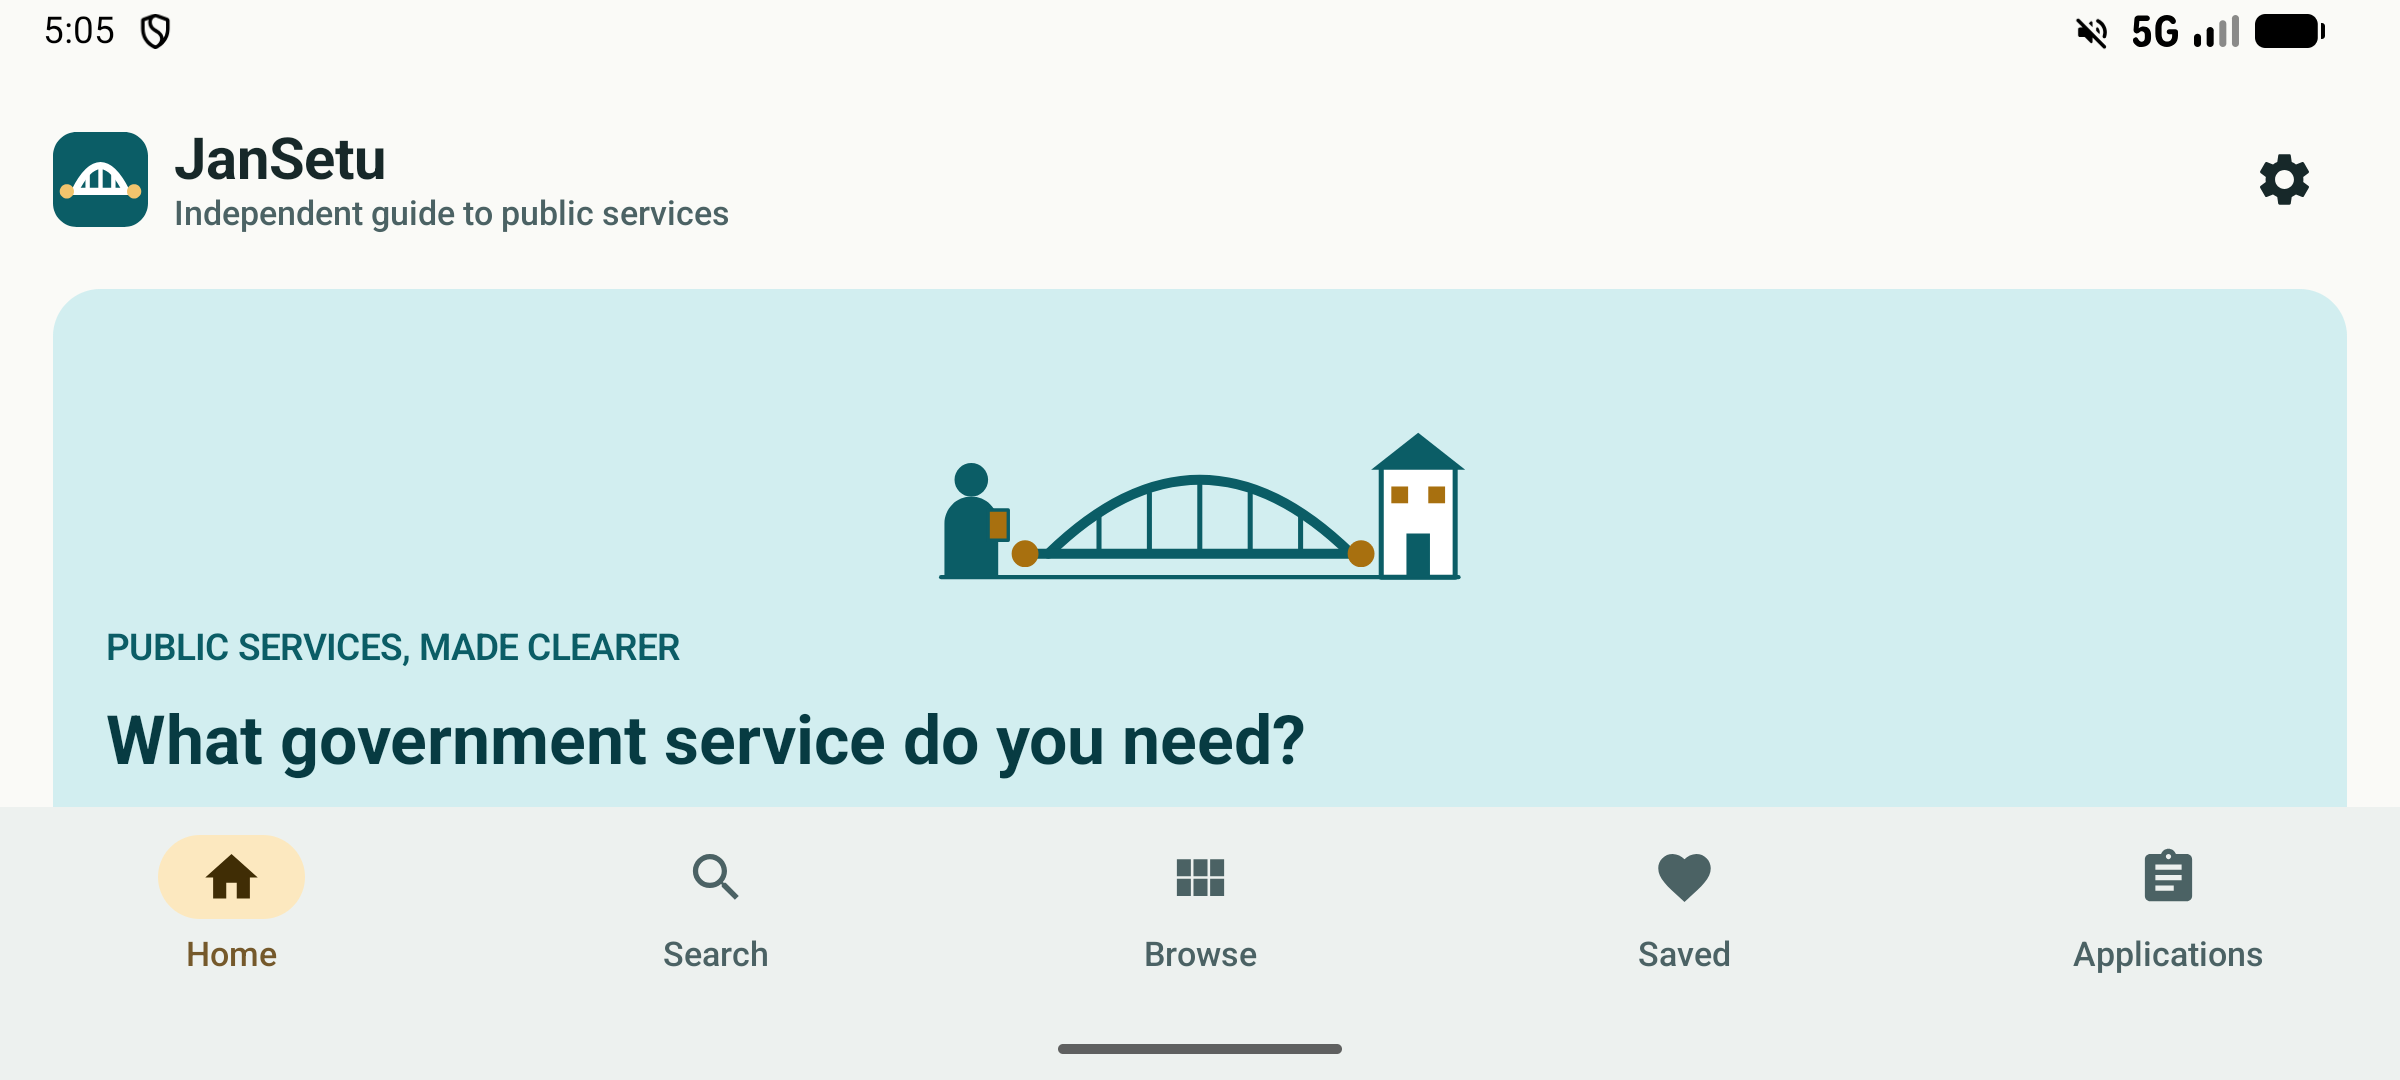 5:05
5G
JanSetu
Independent guide to public services
PUBLIC SERVICES, MADE CLEARER
What government service do you need?
Home
Search
Browse
Saved
Applications